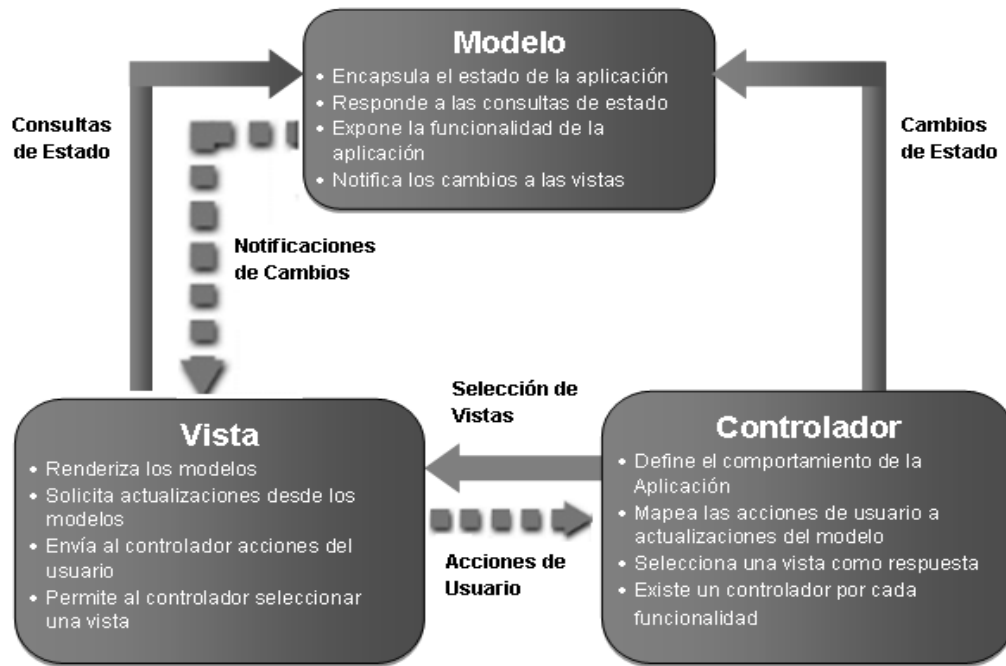 Modelo
• Encapsula el estado de la aplicación
• Responde a las consultas de estado
• Expone la funcionalidad de la
aplicación
• Notifica los cambios a las vistas
Consultas
de Estado
Cambios
de Estado
Notificaciones
de Cambios
Selección de
Vistas
Vista
• Renderiza los modelos
• Solicita actualizaciones desde los
modelos
• Envía al controlador acciones del
usuario
• Permite al controlador seleccionar
una vista
Acciones de
Usuario
Controlador
• Define el comportamiento de la
Aplicación
• Mapea las acciones de usuario a
actualizaciones del modelo
• Selecciona una vista como respuesta
• Existe un controlador por cada
funcionalidad